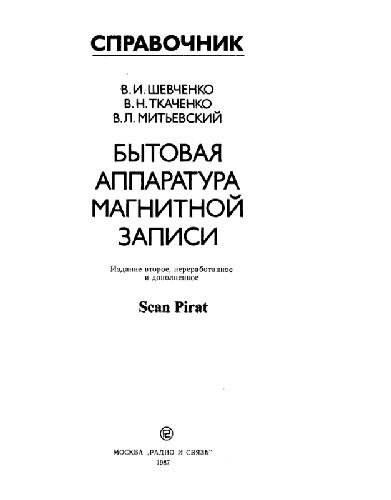 СПРАВОЧНИК
В. И. ШЕВЧЕНКО
В. Н. ТКАЧЕНКО
В. Л. МИТЬЕВСКИЙ
БЫТОВАЯ
АППАРАТУРА
МАГНИТНОЙ
ЗАПИСИ
Издание второе, переработанное
и дополненное
Scan Pirat
МОСКВА „РАДИО И СВЯЗЬ"
1987